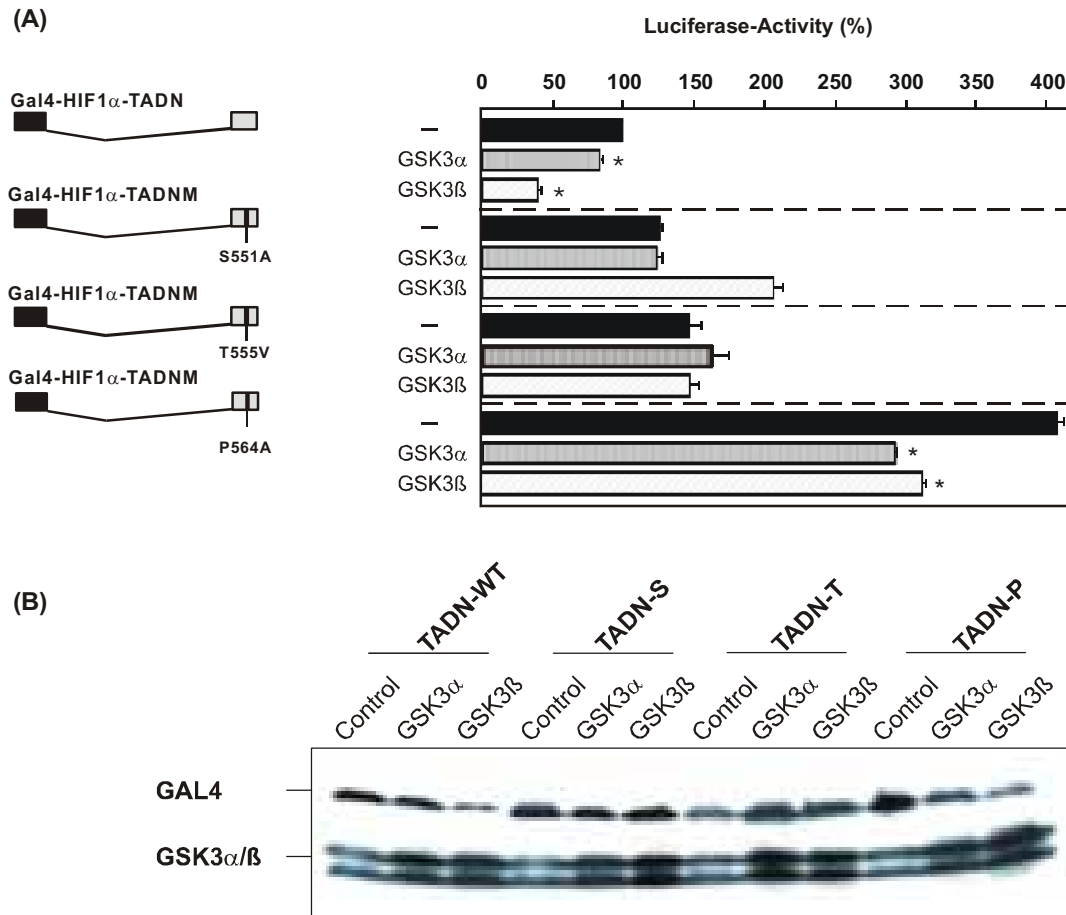 (A)
Luciferase-Activity (%)
0 50 100 150 200 250 300 350 400
Gal4-HIF1α-TADN
–
GSK3α
*
GSK3ß
*
Gal4-HIF1α-TADNM
S551A
–
GSK3α
GSK3ß
Gal4-HIF1α-TADNM
T555V
–
GSK3α
GSK3ß
Gal4-HIF1α-TADNM
P564A
–
GSK3α
*
GSK3ß
*
(B)
TADN-WT TADN-S TADN-T TADN-P
Control GSK3α GSK3ß Control GSK3α GSK3ß Control GSK3α GSK3ß Control GSK3α GSK3ß
GAL4
GSK3α/ß